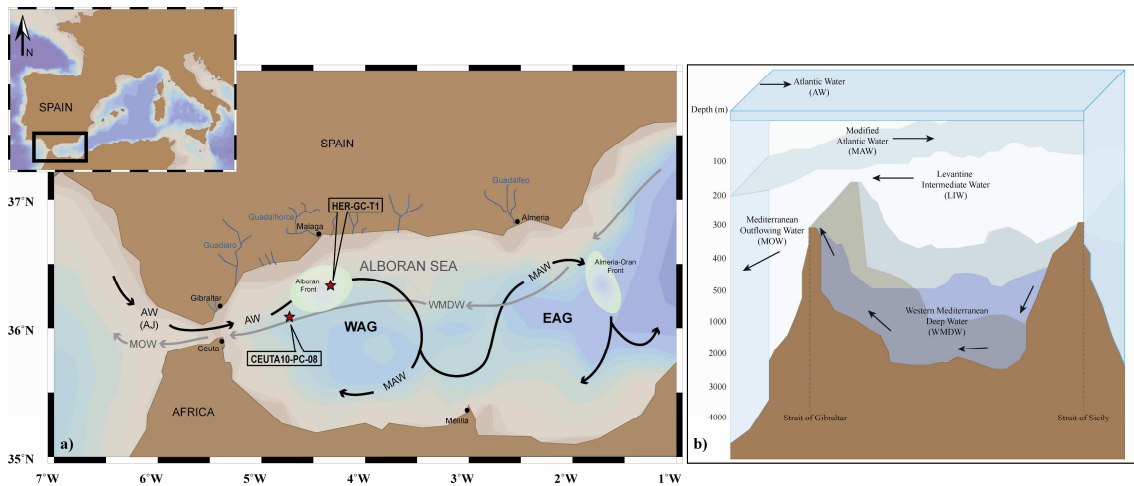 N
SPAIN
SPAIN
37°N
36°N
35°N
7°W
6°W
5°W
4°W
3°W
2°W
1°W
Guadalfeo
HER-GC-T1
Guadalhorce
Malaga
Almeria
Guadiaro
ALBORAN SEA
Almeria-Oran
Front
Alboran
Front
MAW
Gibraltar
AW
(AJ)
AW
WMDW
WAG
EAG
MOW
Ceuta
CEUTA10-PC-08
MAW
AFRICA
Melilla
a)
Atlantic Water
(AW)
Depth (m)
Modified
Atlantic Water
(MAW)
100
Levantine
Intermediate Water
(LIW)
200
Mediterranean
Outflowing Water
(MOW)
300
400
500
Western Mediterranean
Deep Water
(WMDW)
1000
2000
3000
4000
Strait of Gibraltar
Strait of Sicily
b)